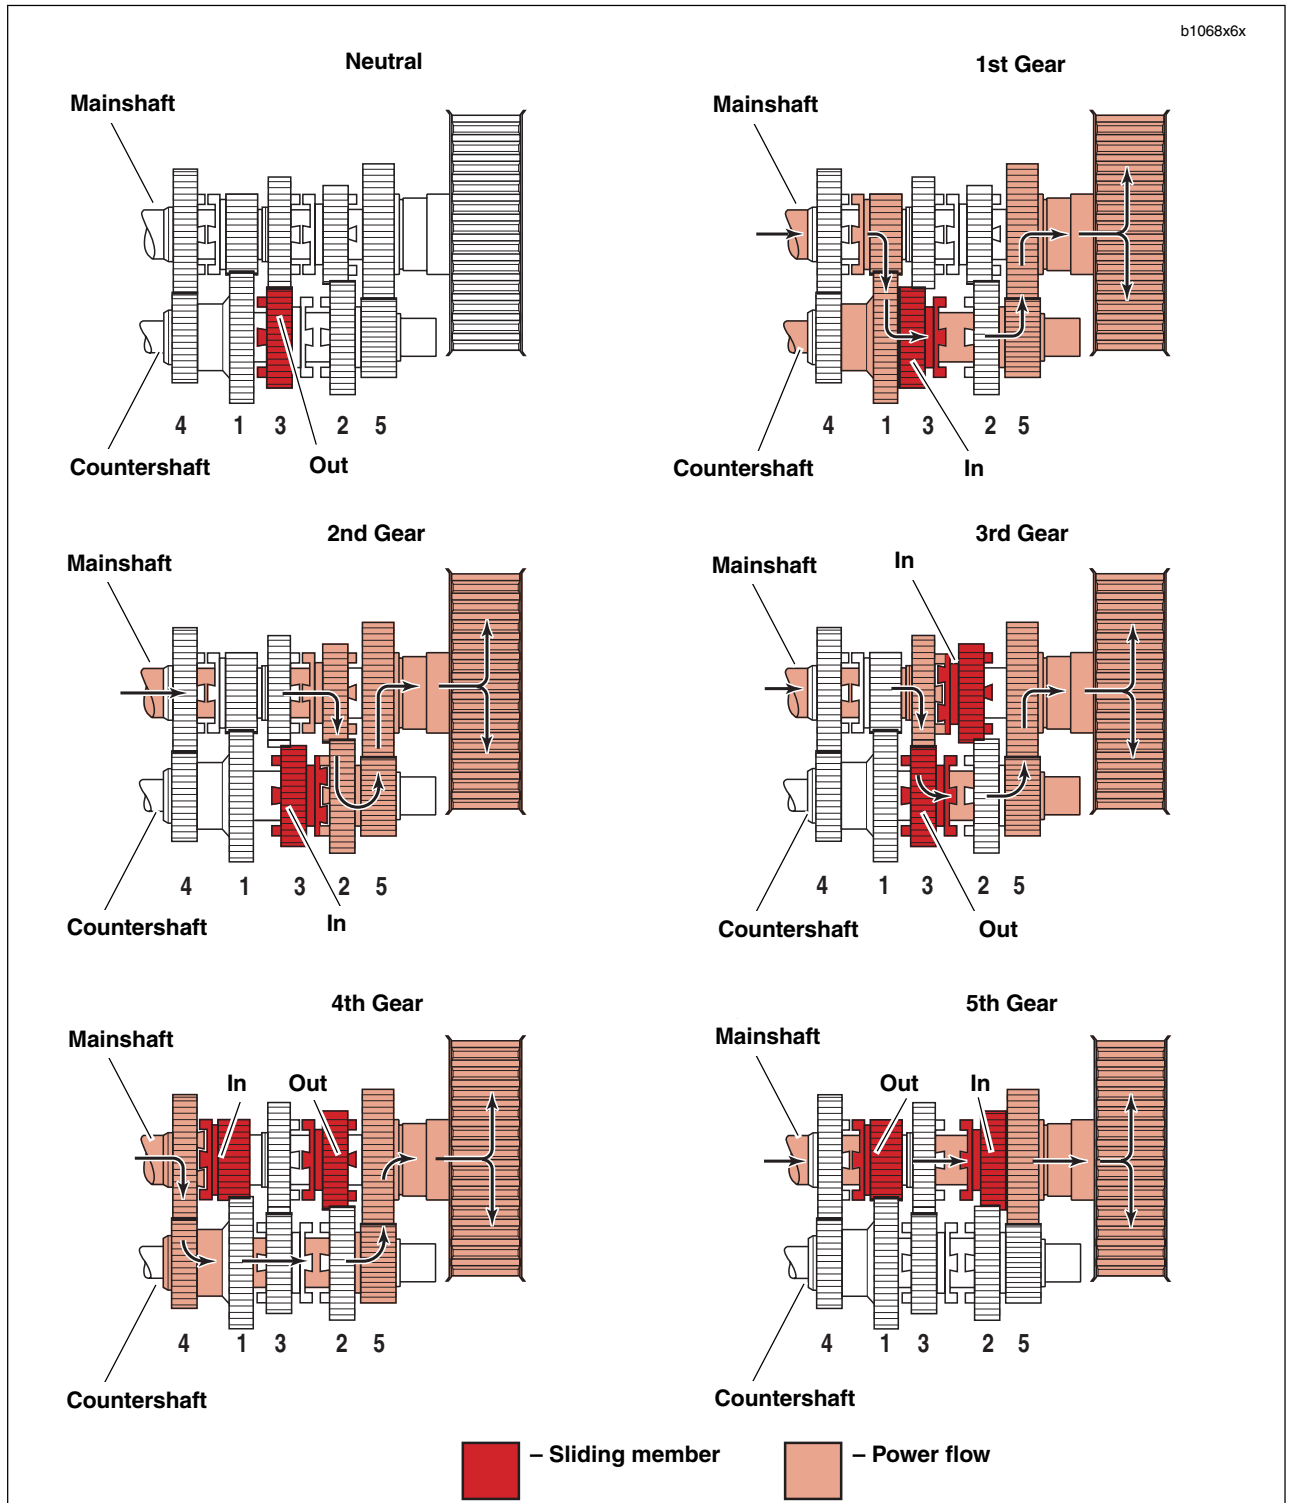 b1068x6x
Neutral
Mainshaft
4 1 3 2 5
Countershaft
Out
1st Gear
Mainshaft
4 1 3 2 5
Countershaft
In
2nd Gear
Mainshaft
4 1 3 2 5
Countershaft
In
3rd Gear
Mainshaft
In
4 1 3 2 5
Countershaft
Out
4th Gear
Mainshaft
In Out
4 1 3 2 5
Countershaft
5th Gear
Mainshaft
Out In
4 1 3 2 5
Countershaft
– Sliding member
– Power flow